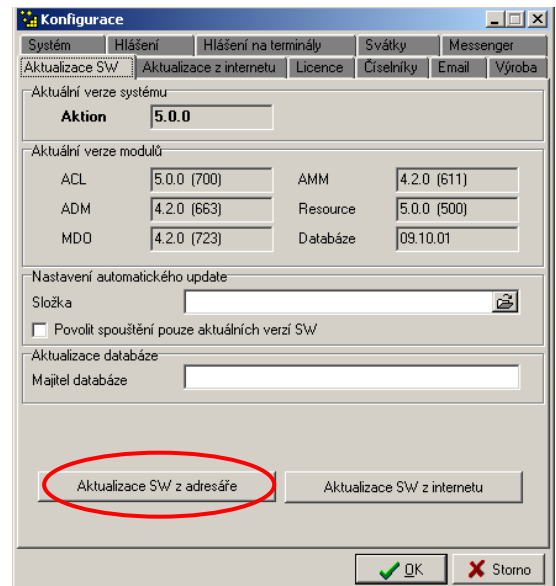 Konfigurace
Systém Hlášení Hlášení na terminály Svátky Messenger
Aktualizace SW Aktualizace z internetu Licence Číselníky Email Výroba
Aktuální verze systému
Aktion 5.0.0
Aktuální verze modulů
ACL 5.0.0 (700) AMM 4.2.0 (611)
ADM 4.2.0 (663) Resource 5.0.0 (500)
MDO 4.2.0 (723) Databáze 09.10.01
Nastavení automatického update
Složka
Povolit spouštění pouze aktuálních verzí SW
Aktualizace databáze
Majitel databáze
Aktualizace SW z adresáře Aktualizace SW z internetu
OK Storno